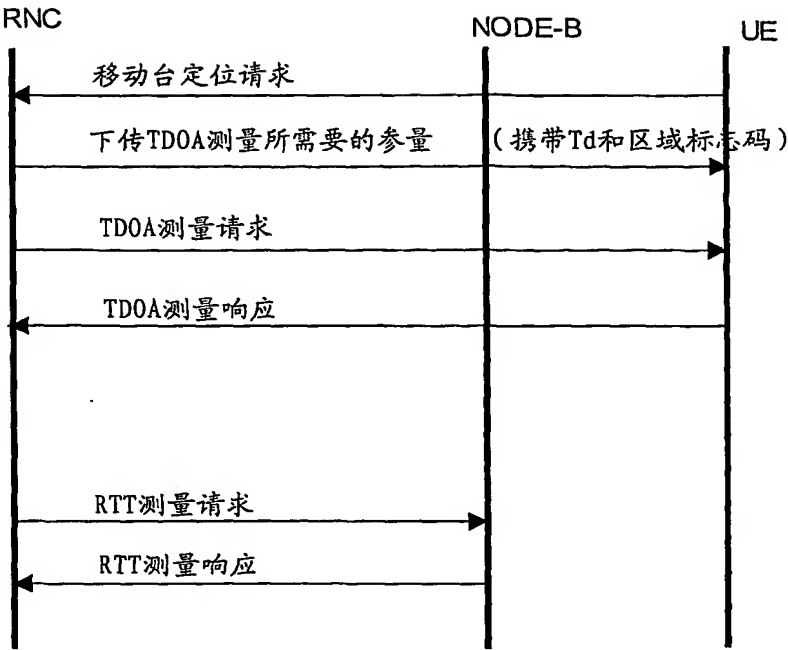 RNC
NODE-B
UE
移动台定位请求
下传TDOA测量所需要的参量 (携带Td和区域标志码)
TDOA测量请求
TDOA测量响应
RTT测量请求
RTT测量响应